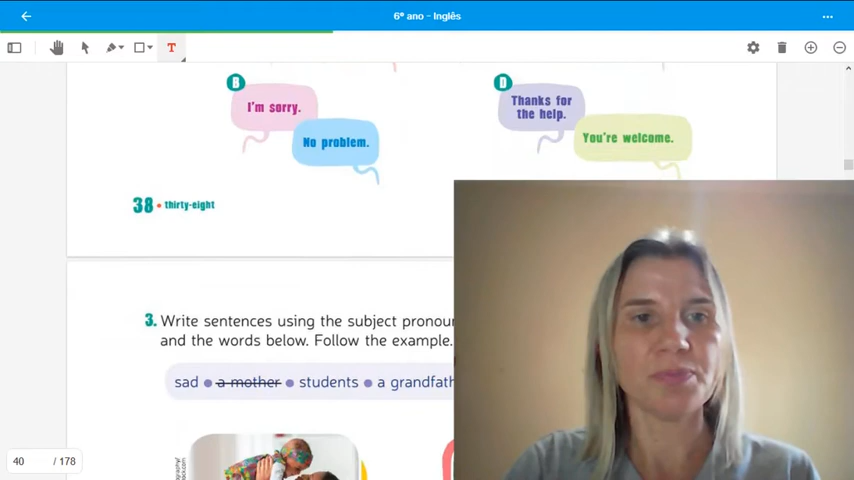 6º ano - Inglês
T
B
I'm sorry.
No problem.
D
Thanks for
the help.
You're welcome.
38 • thirty-eight
3. Write sentences using the subject pronour
and the words below. Follow the example.
sad • a mother • students • a grandfath
40 / 178